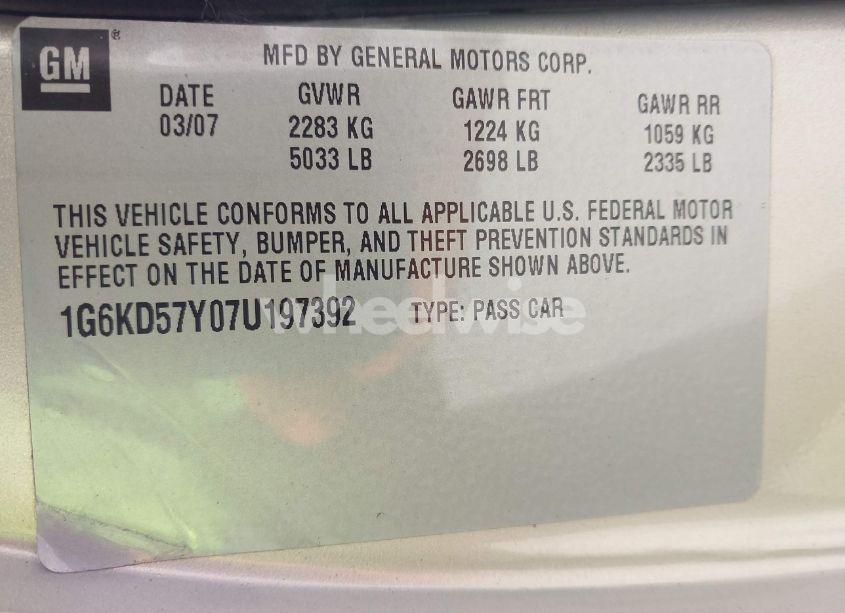 GM®
MFD BY GENERAL MOTORS CORP.
DATE GVWR GAWR FRT GAWR RR
03/07 2283 KG 1224 KG 1059 KG
5033 LB 2698 LB 2335 LB
THIS VEHICLE CONFORMS TO ALL APPLICABLE U.S. FEDERAL MOTOR
VEHICLE SAFETY, BUMPER, AND THEFT PREVENTION STANDARDS IN
EFFECT ON THE DATE OF MANUFACTURE SHOWN ABOVE.
1G6KD57Y07U197392 TYPE: PASS CAR
wheelwise